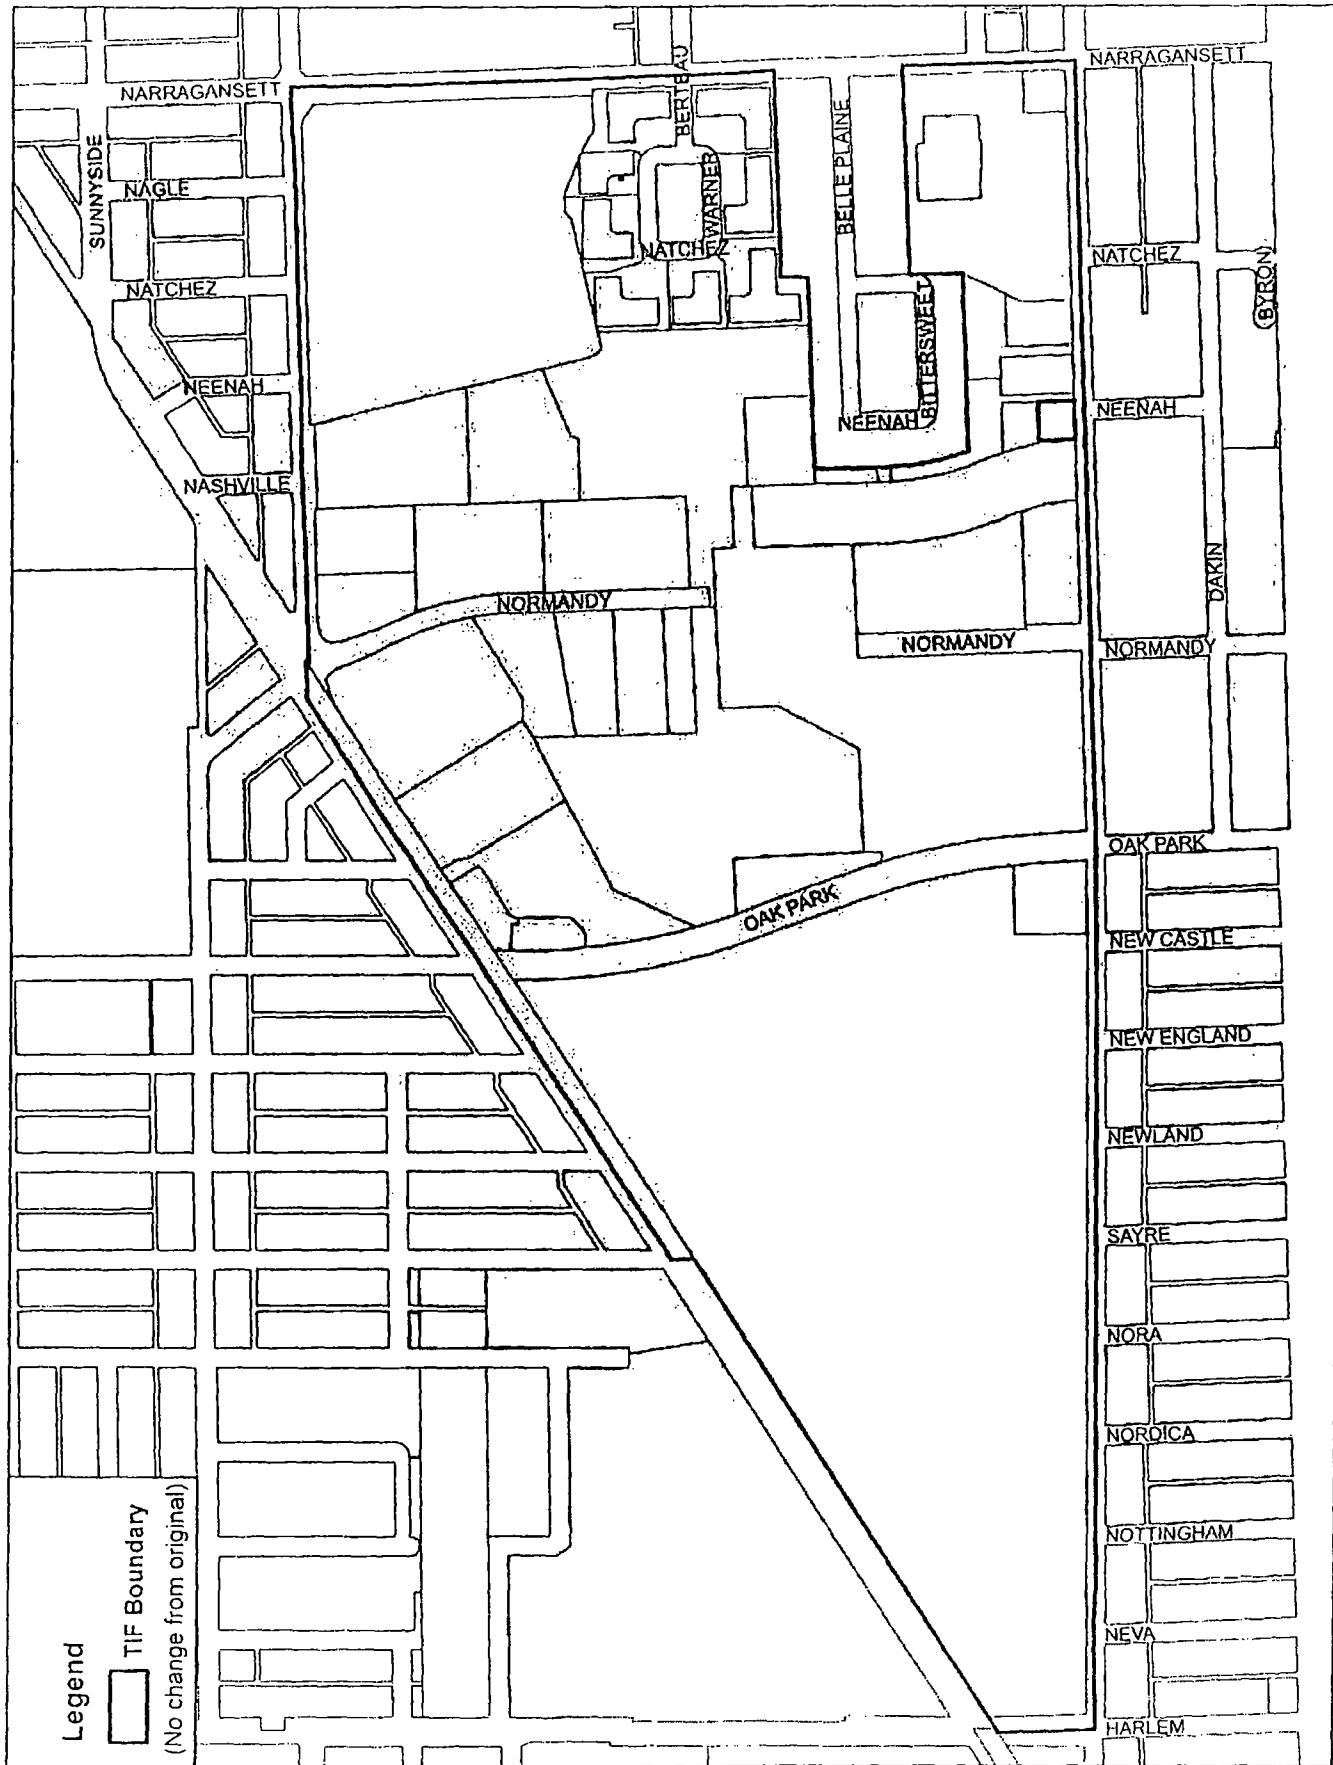 NARRAGANSETT
NARRAGANSETT
BERTEAU
SUNNYSIDE
BELLE PLAINE
NAGLE
WARNER
NATCHEZ
NATCHEZ
NATCHEZ
BYRON
BITTERSWEET
NEENAH
NEENAH
NEENAH
NASHVILLE
DAKIN
NORMANDY
NORMANDY
NORMANDY
OAK PARK
OAK PARK
NEW CASTLE
NEW ENGLAND
NEWLAND
SAYRE
NORA
NORDICA
NOTTINGHAM
NEVA
HARLEM
Legend
TIF Boundary
(No change from original)